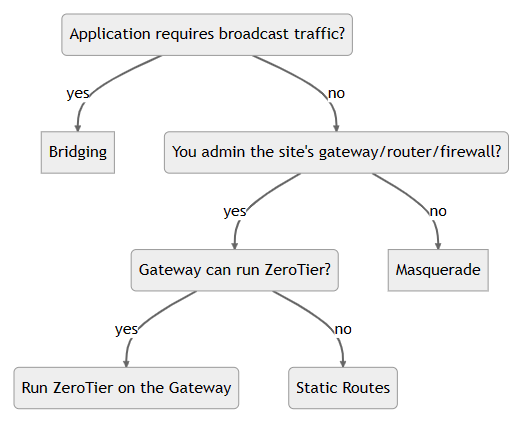 Application requires broadcast traffic?
yes
no
Bridging
You admin the site's gateway/router/firewall?
yes
no
Gateway can run ZeroTier?
Masquerade
yes
no
Run ZeroTier on the Gateway
Static Routes